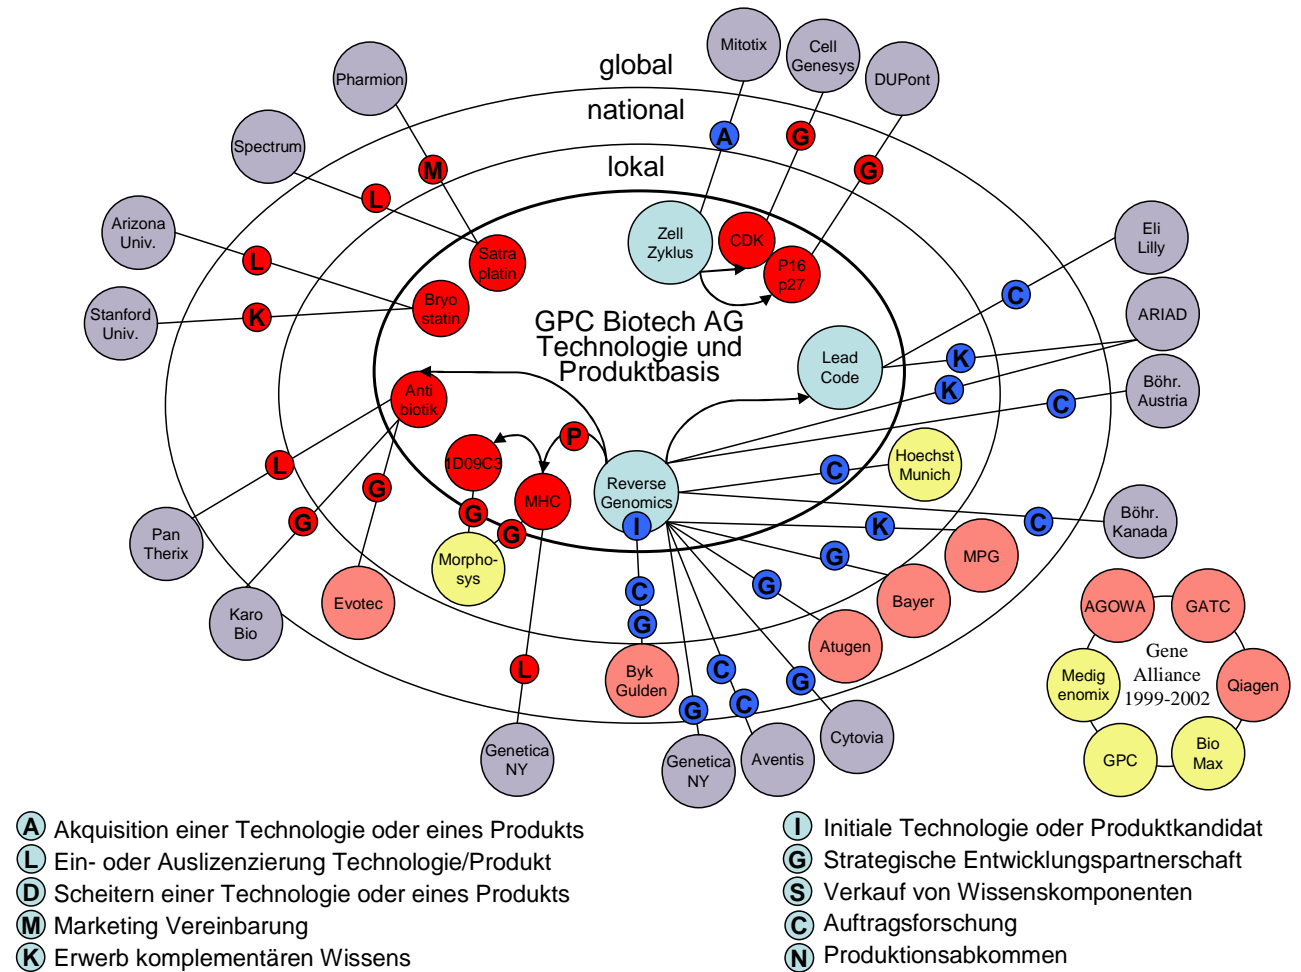 Mitotix
Cell
Genesys
DUPont
Pharmion
global
national
lokal
A
G
G
M
L
Spectrum
Arizona
Univ.
L
Stanford
Univ.
K
Satra
platin
Bryo
statin
Zell
Zyklus
CDK
P16
p27
Eli
Lilly
C
ARIAD
GPC Biotech AG
Technologie und
Produktbasis
Lead
Code
K
K
C
Böhr.
Austria
Anti
biotik
P
1D09C3
MHC
Reverse
Genomics
I
C
Hoechst
Munich
L
G
G
G
G
K
C
Böhr.
Kanada
Pan
Therix
Morpho-
sys
MPG
G
G
Bayer
Karo
Bio
Evotec
C
G
Atugen
Byk
Gulden
L
C
G
G
C
Cytovia
Genetica
NY
Genetica
NY
Aventis
AGOWA
GATC
Gene
Alliance
1999-2002
Medig
enomix
Qiagen
GPC
Bio
Max
A Akquisition einer Technologie oder eines Produkts
L Ein- oder Auslizenzierung Technologie/Produkt
D Scheitern einer Technologie oder eines Produkts
M Marketing Vereinbarung
K Erwerb komplementären Wissens
I Initiale Technologie oder Produktkandidat
G Strategische Entwicklungspartnerschaft
S Verkauf von Wissenskomponenten
C Auftragsforschung
N Produktionsabkommen